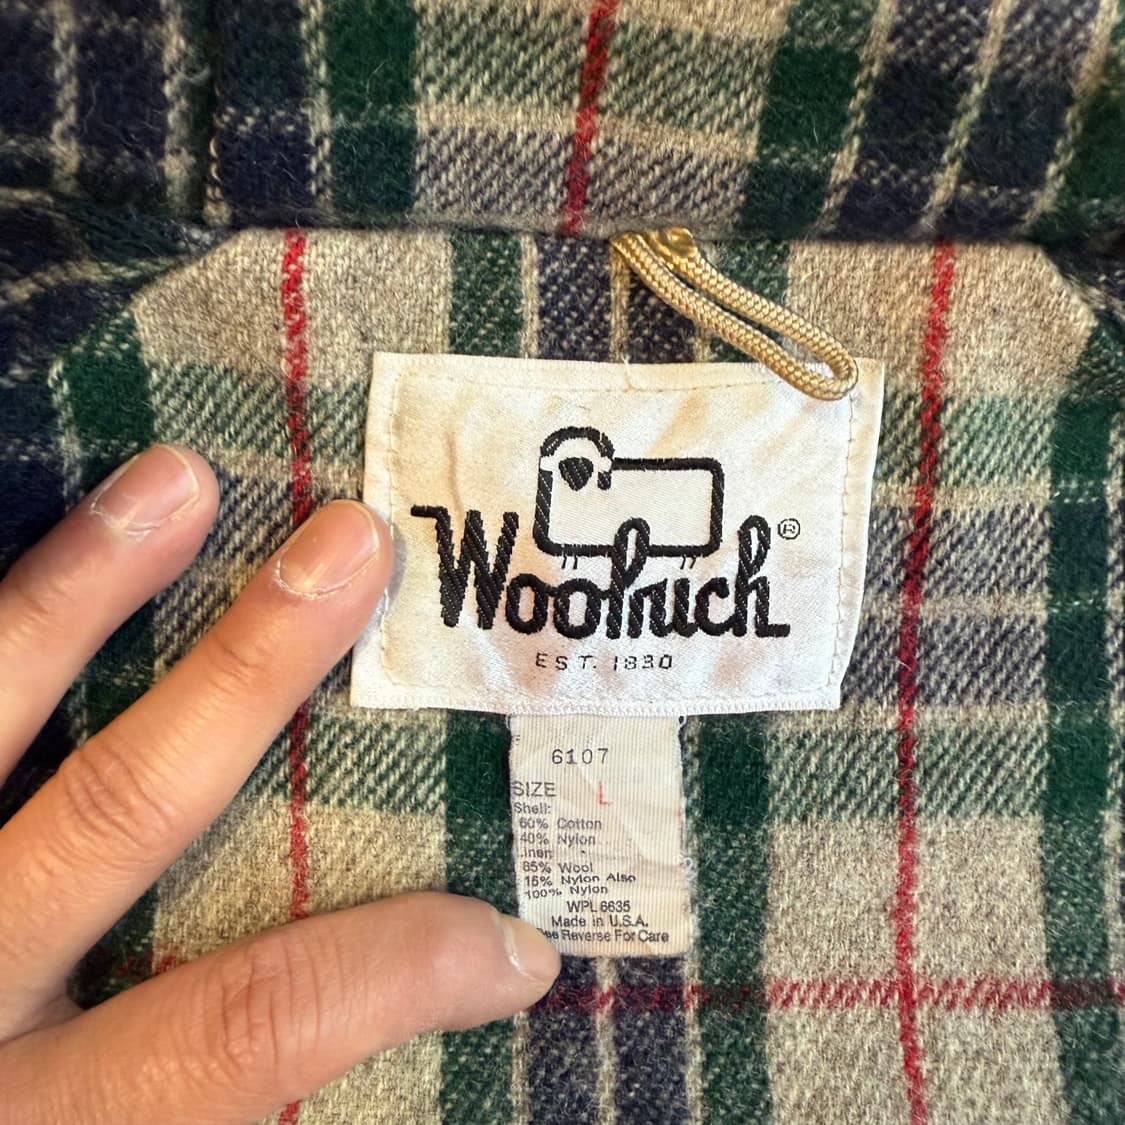 Woolrich®
EST. 1830
6107
SIZE L
Shell:
60% Cotton
40% Nylon
Liner:
85% Wool
15% Nylon Also
100% Nylon
WPL 6635
Made in U.S.A.
See Reverse For Care